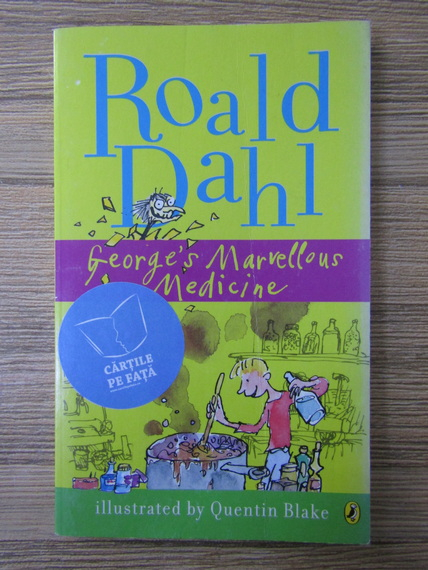 Roald
Dahl
George's Marvellous
Medicine
CĂRȚILE
PE FAȚĂ
illustrated by Quentin Blake